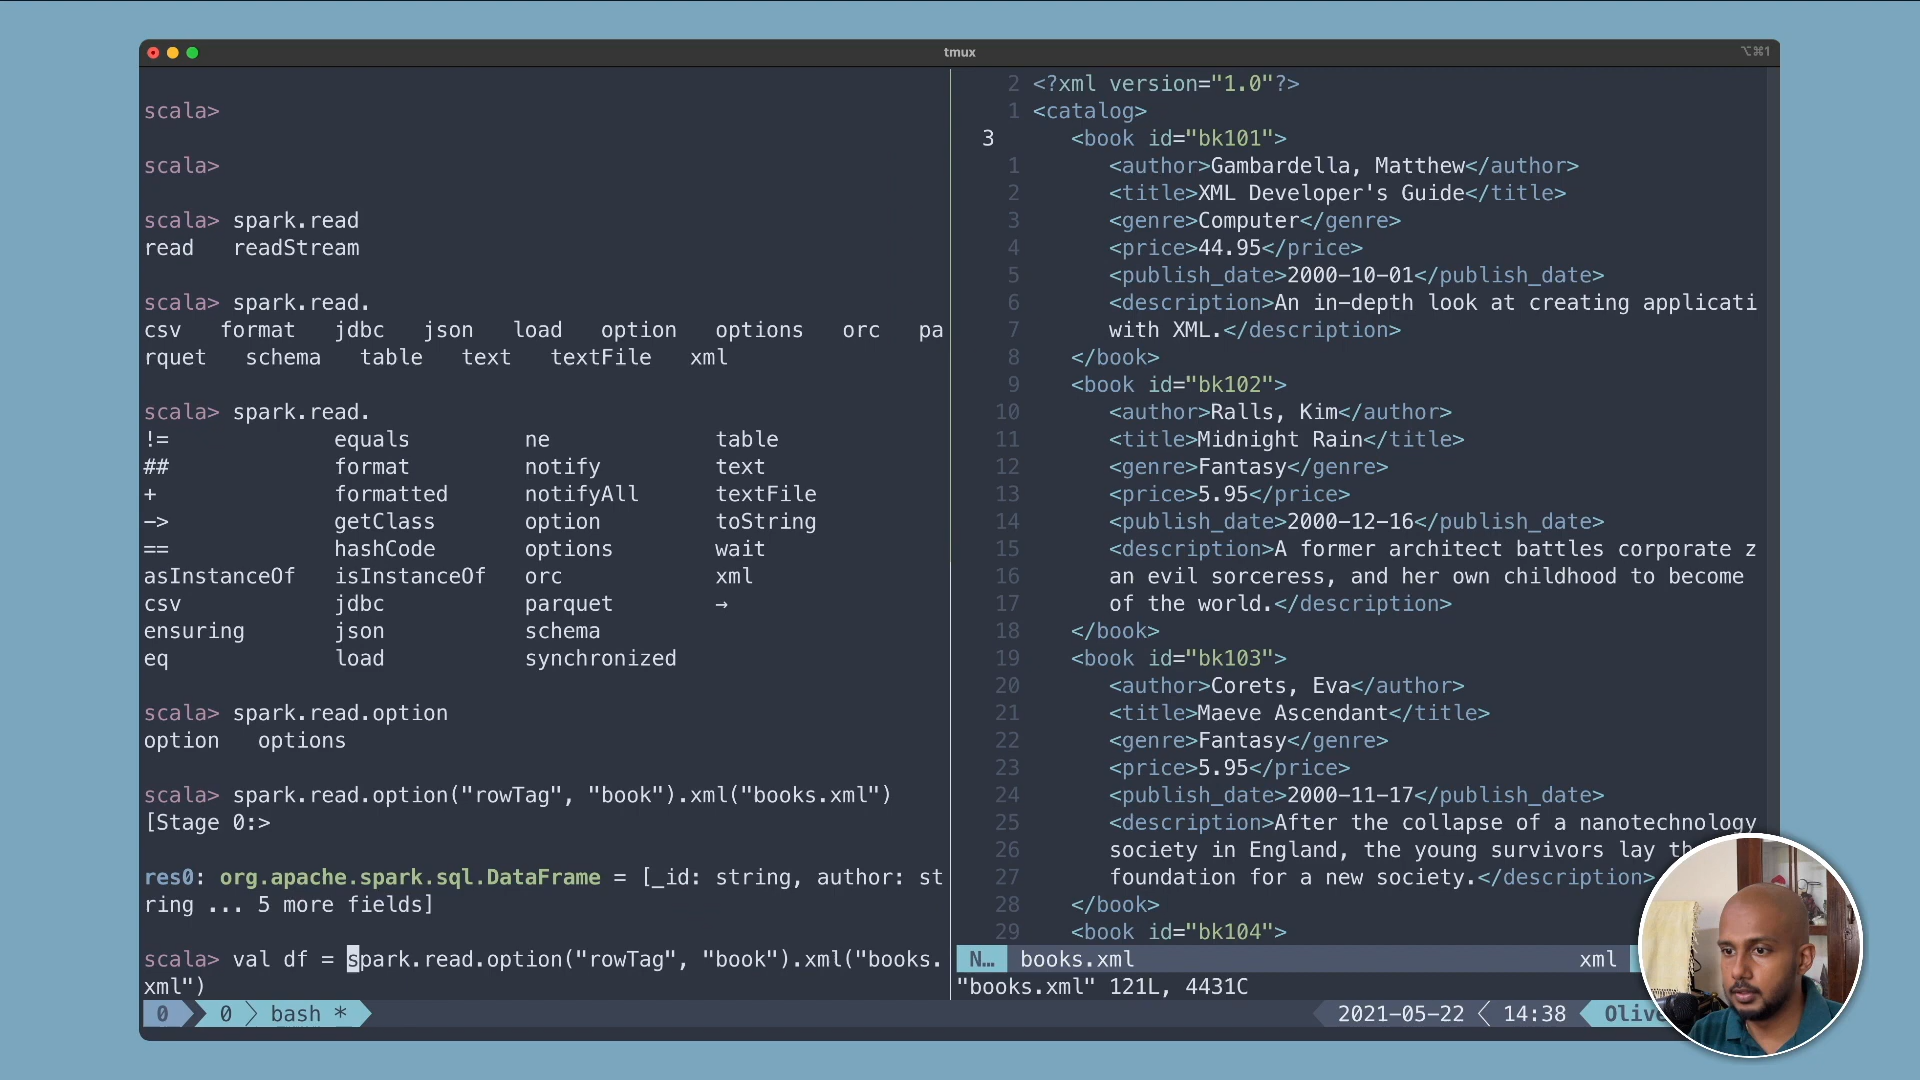 tmux
⌥⌘1
scala>
scala>
scala> spark.read
read   readStream
scala> spark.read.
csv   format   jdbc   json   load   option   options   orc   pa
rquet   schema   table   text   textFile   xml
scala> spark.read.
!=   equals   ne   table
##   format   notify   text
+   formatted   notifyAll   textFile
->   getClass   option   toString
==   hashCode   options   wait
asInstanceOf   isInstanceOf   orc   xml
csv   jdbc   parquet   →
ensuring   json   schema
eq   load   synchronized
scala> spark.read.option
option   options
scala> spark.read.option("rowTag", "book").xml("books.xml")
[Stage 0:>
res0: org.apache.spark.sql.DataFrame = [_id: string, author: st
ring ... 5 more fields]
scala> val df = spark.read.option("rowTag", "book").xml("books.
xml")
2 <?xml version="1.0"?>
1 <catalog>
3 <book id="bk101">
1 <author>Gambardella, Matthew</author>
2 <title>XML Developer's Guide</title>
3 <genre>Computer</genre>
4 <price>44.95</price>
5 <publish_date>2000-10-01</publish_date>
6 <description>An in-depth look at creating applicati
7 with XML.</description>
8 </book>
9 <book id="bk102">
10 <author>Ralls, Kim</author>
11 <title>Midnight Rain</title>
12 <genre>Fantasy</genre>
13 <price>5.95</price>
14 <publish_date>2000-12-16</publish_date>
15 <description>A former architect battles corporate z
16 an evil sorceress, and her own childhood to become
17 of the world.</description>
18 </book>
19 <book id="bk103">
20 <author>Corets, Eva</author>
21 <title>Maeve Ascendant</title>
22 <genre>Fantasy</genre>
23 <price>5.95</price>
24 <publish_date>2000-11-17</publish_date>
25 <description>After the collapse of a nanotechnology
26 society in England, the young survivors lay
27 foundation for a new society.</description>
28 </book>
29 <book id="bk104">
N… books.xml xml
"books.xml" 121L, 4431C
0 0 bash * 2021-05-22 14:38